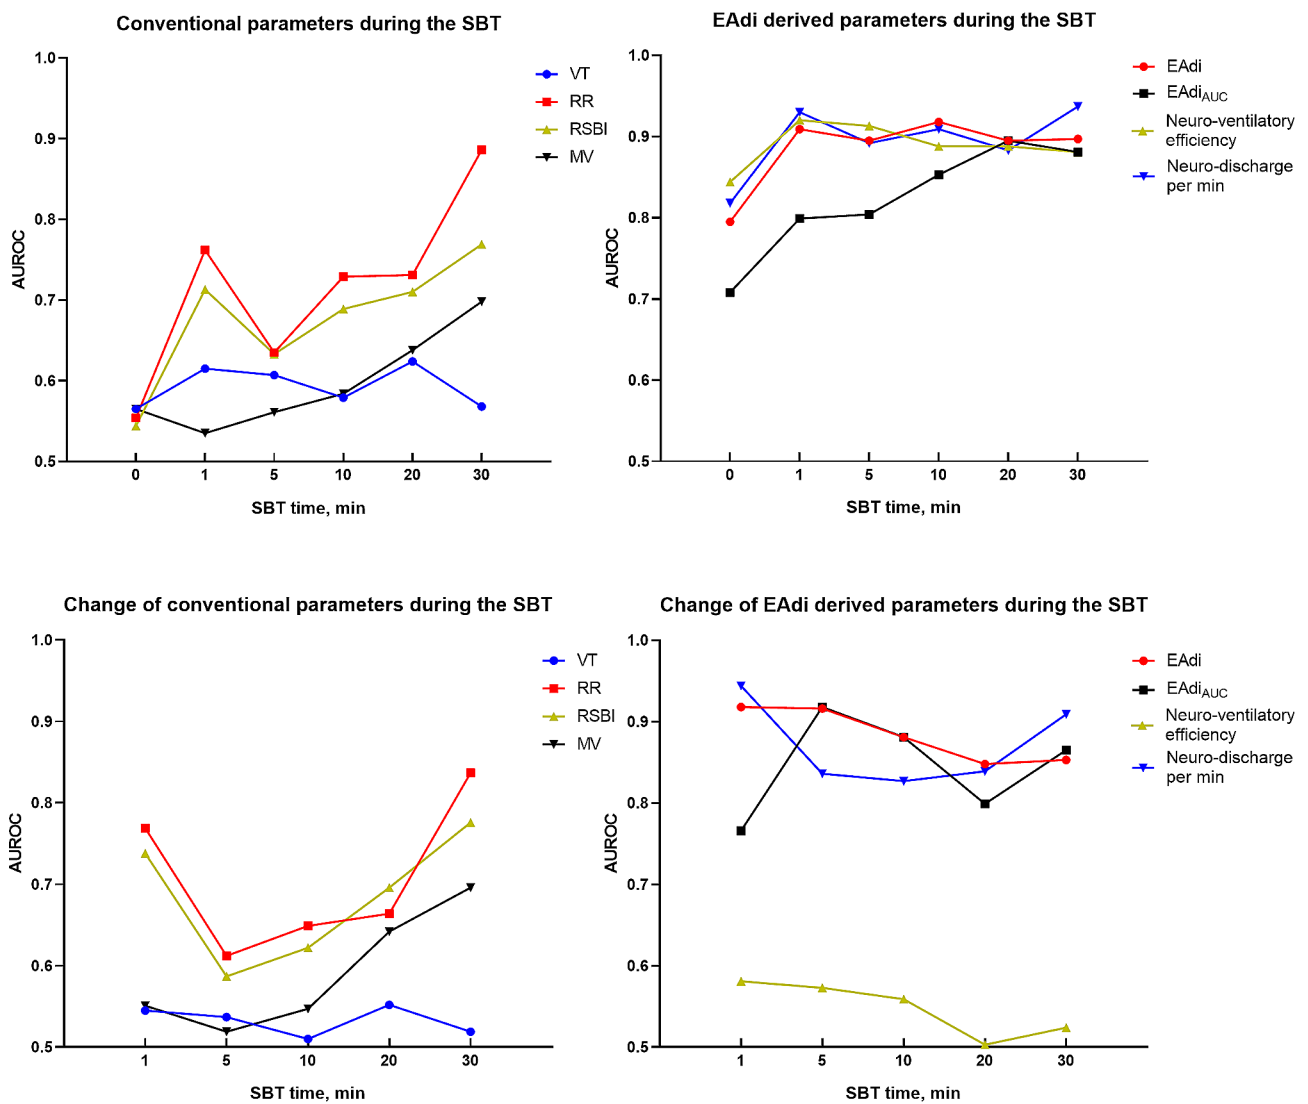 Conventional parameters during the SBT
1.0
0.9
0.8
0.7
0.6
0.5
AUROC
0 1 5 10 20 30
SBT time, min
VT
RR
RSBI
MV
EAdi derived parameters during the SBT
1.0
0.9
0.8
0.7
0.6
0.5
AUROC
0 1 5 10 20 30
SBT time, min
EAdi
EAdiAUC
Neuro-ventilatory
efficiency
Neuro-discharge
per min
Change of conventional parameters during the SBT
1.0
0.9
0.8
0.7
0.6
0.5
AUROC
1 5 10 20 30
SBT time, min
VT
RR
RSBI
MV
Change of EAdi derived parameters during the SBT
1.0
0.9
0.8
0.7
0.6
0.5
AUROC
1 5 10 20 30
SBT time, min
EAdi
EAdiAUC
Neuro-ventilatory
efficiency
Neuro-discharge
per min